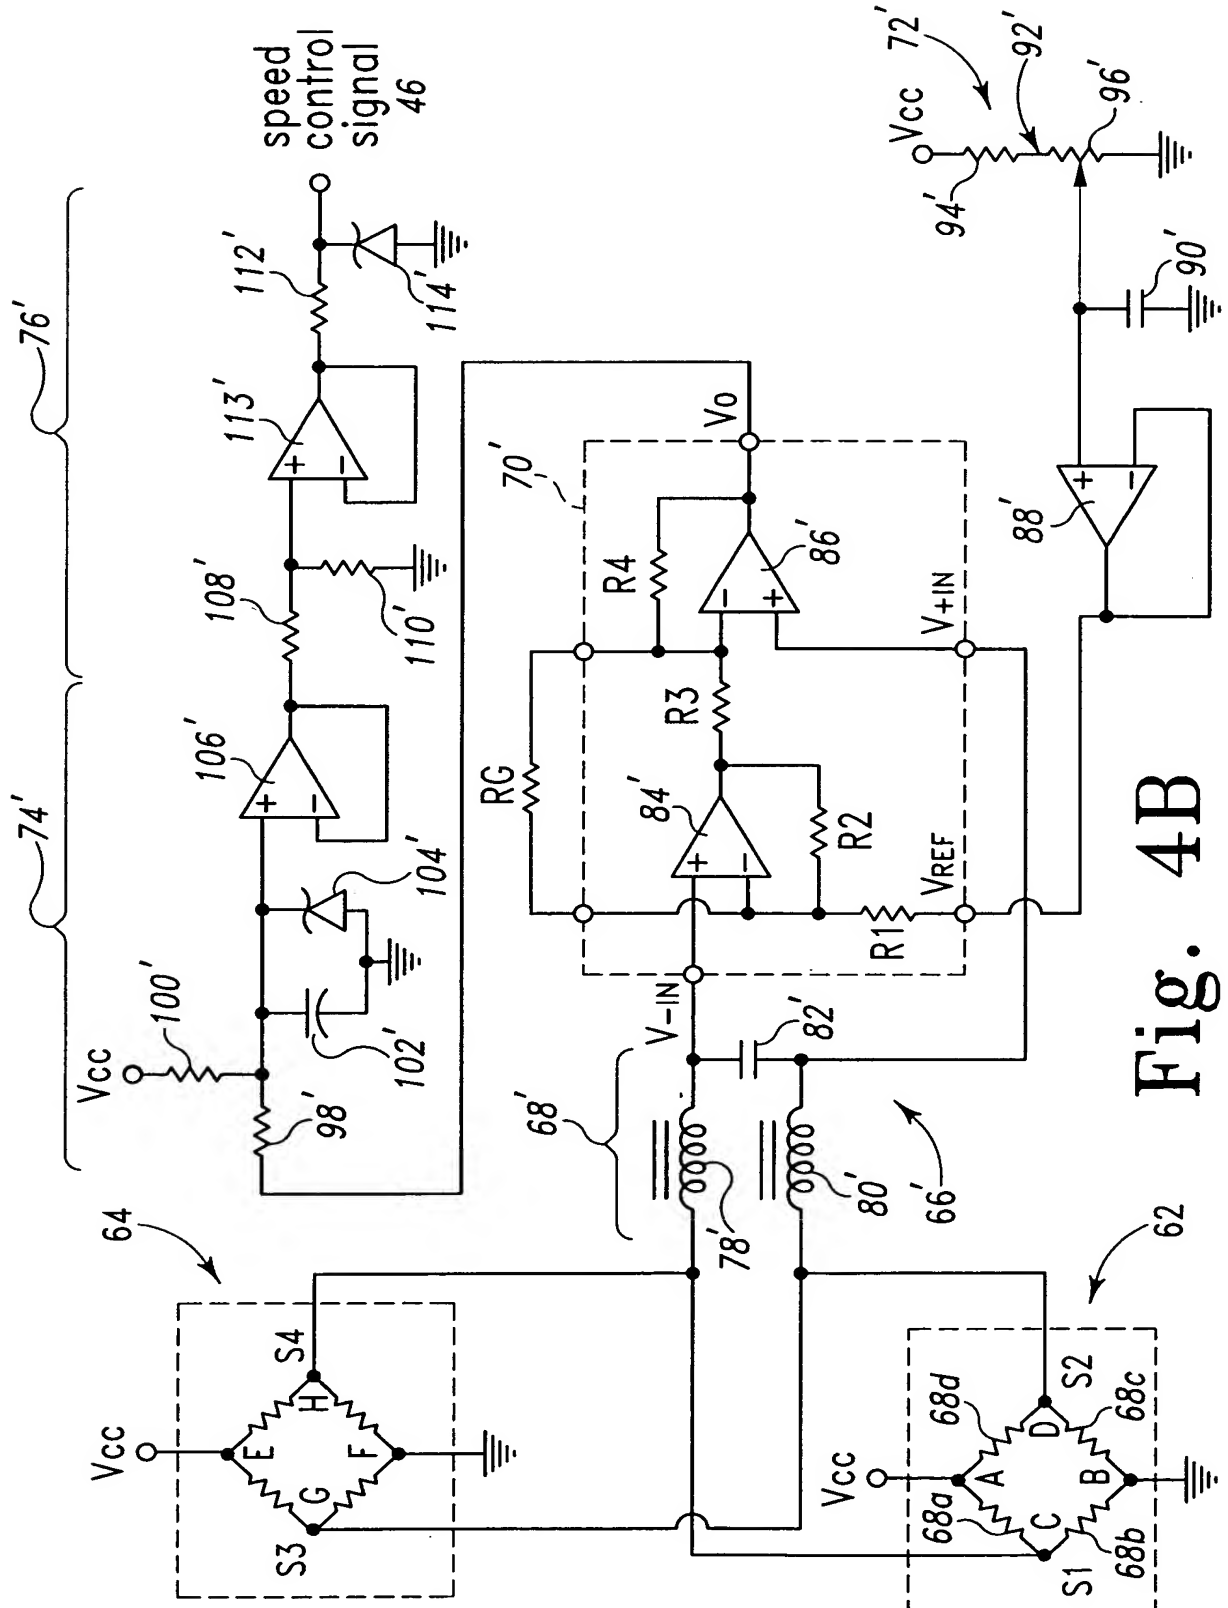 74'
76'
Vcc
100'
98'
102'
104'
106'
108'
110'
113'
112'
114'
speed
control
signal
46
64
Vcc
E
G
H
F
S3
S4
68'
78'
80'
82'
66'
V-IN
70'
RG
R4
84'
R3
86'
R2
R1
VREF
V+IN
VO
62
Vcc
A
C
D
B
68a
68b
68c
68d
S1
S2
72'
Vcc
92'
94'
96'
90'
88'
+
−
+
−
+
−
−
+
+
−
Fig. 4B